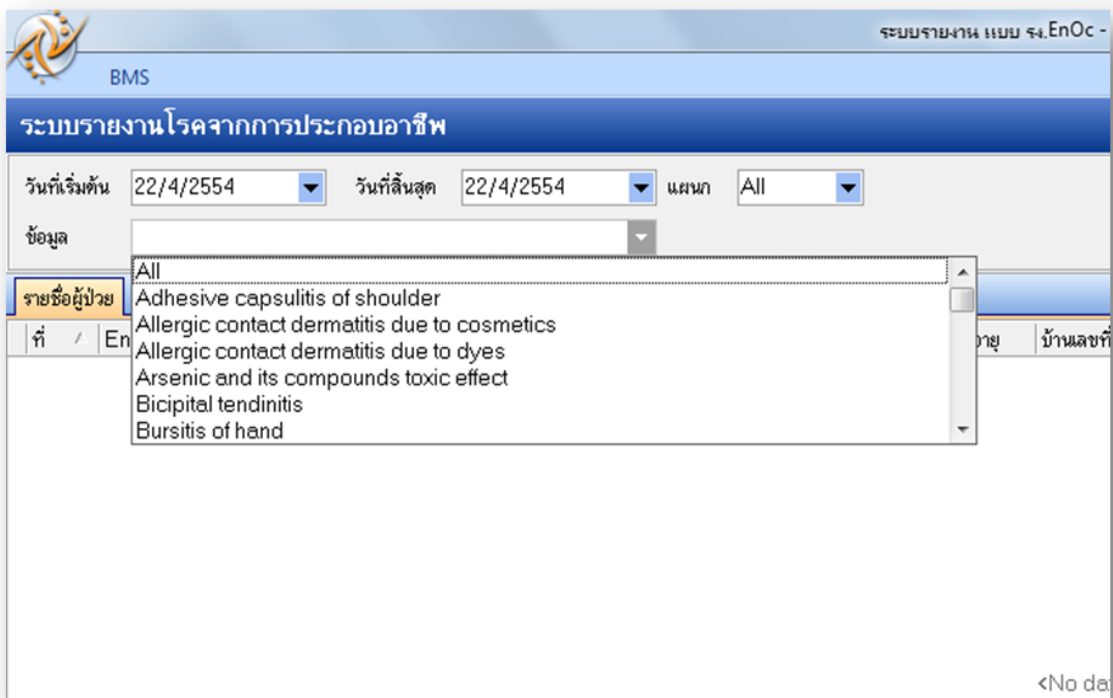 ระบบรายงาน แบบ รง.EnOc -
BMS
ระบบรายงานโรคจากการประกอบอาชีพ
วันที่เริ่มต้น 22/4/2554 วันที่สิ้นสุด 22/4/2554 แผนก All
ข้อมูล
All
รายชื่อผู้ป่วย Adhesive capsulitis of shoulder
Allergic contact dermatitis due to cosmetics
ที่ En อายุ บ้านเลขที่
Allergic contact dermatitis due to dyes
Arsenic and its compounds toxic effect
Bicipital tendinitis
Bursitis of hand
<No da